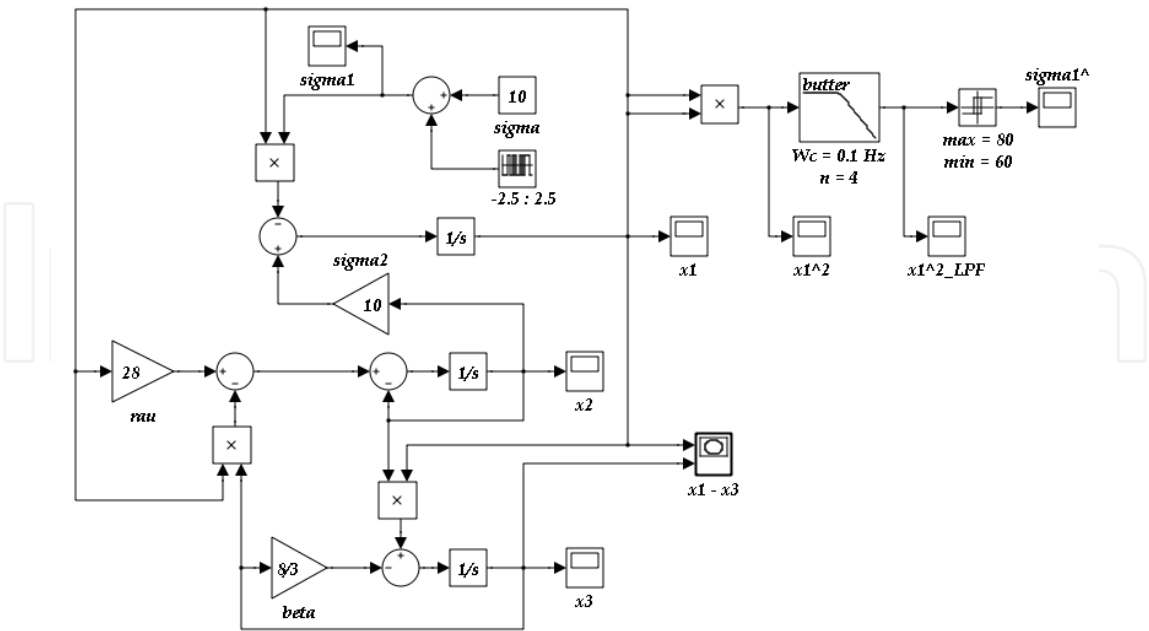 sigma1
10
sigma
-2.5 : 2.5
×
− +
+ +
1/s
sigma2
10
x1
×
butter
Wc = 0.1 Hz
n = 4
max = 80
min = 60
sigma1^
x1^2
x1^2_LPF
28
rau
+ −
+ −
1/s
x2
×
×
x1 - x3
8/3
beta
+ −
1/s
x3